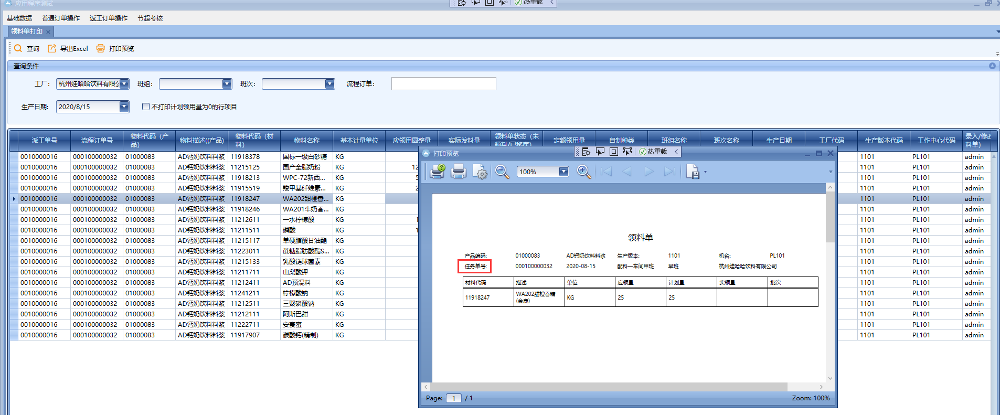 应用程序测试
热重载
基础数据 普通订单操作 返工订单操作 节超考核
领料单打印
查询 导出Excel 打印预览
查询条件
工厂: 杭州娃哈哈饮料有限 班组: 班次: 流程订单:
生产日期: 2020/8/15 不打印计划领用量为0的行项目
派工单号 流程订单号 物料代码（产品） 物料描述((产品) 物料代码（材料） 物料名称 基本计量单位 应领用圆整量 实际发料量 领料单状态（未领料/已移库） 定额领用量 自制种类 班组名称 班次名称 生产日期 工厂代码 生产版本代码 工作中心代码 录入/修改 料单)
0010000016 000100000032 01000083 AD钙奶饮料料浆 11918378 国标一级白砂糖 KG 1101 PL101 admin
0010000016 000100000032 01000083 AD钙奶饮料料浆 11215125 国产全脂奶粉 KG 12 1101 PL101 admin
0010000016 000100000032 01000083 AD钙奶饮料料浆 11918213 WPC-72新西... KG 5 1101 PL101 admin
0010000016 000100000032 01000083 AD钙奶饮料料浆 11915519 羧甲基纤维素... KG 2 1101 PL101 admin
0010000016 000100000032 01000083 AD钙奶饮料料浆 11918247 WA202甜橙香... KG 1101 PL101 admin
0010000016 000100000032 01000083 AD钙奶饮料料浆 11918246 WA201牛奶香... KG 1101 PL101 admin
0010000016 000100000032 01000083 AD钙奶饮料料浆 11212611 一水柠檬酸 KG 1 1101 PL101 admin
0010000016 000100000032 01000083 AD钙奶饮料料浆 11211511 磷酸 KG 1 1101 PL101 admin
0010000016 000100000032 01000083 AD钙奶饮料料浆 11215117 单硬脂酸甘油酯 KG 1101 PL101 admin
0010000016 000100000032 01000083 AD钙奶饮料料浆 11223011 蔗糖脂肪酸酯S... KG 1101 PL101 admin
0010000016 000100000032 01000083 AD钙奶饮料料浆 11215133 乳酸链球菌素 KG 1101 PL101 admin
0010000016 000100000032 01000083 AD钙奶饮料料浆 11211711 山梨酸钾 KG 1101 PL101 admin
0010000016 000100000032 01000083 AD钙奶饮料料浆 11212411 AD预混料 KG 1101 PL101 admin
0010000016 000100000032 01000083 AD钙奶饮料料浆 11241211 柠檬酸钠 KG 1101 PL101 admin
0010000016 000100000032 01000083 AD钙奶饮料料浆 11212511 三聚磷酸钠 KG 1101 PL101 admin
0010000016 000100000032 01000083 AD钙奶饮料料浆 11212111 阿斯巴甜 KG 1101 PL101 admin
0010000016 000100000032 01000083 AD钙奶饮料料浆 11222711 安赛蜜 KG 1101 PL101 admin
0010000016 000100000032 01000083 AD钙奶饮料料浆 11917907 碳酸钙(精制) KG 1101 PL101 admin
打印预览 热重载
100%
领料单
产品编码: 01000083 AD钙奶饮料料浆 生产版本: 1101 机台: PL101
任务单号: 000100000032 2020-08-15 配料一车间甲班 早班 杭州娃哈哈饮料有限公司
材料代码 描述 单位 应领量 计划量 实领量 批次
11918247 WA202甜橙香精(金鹿) KG 25 25
Page: 1 / 1 Zoom: 100%